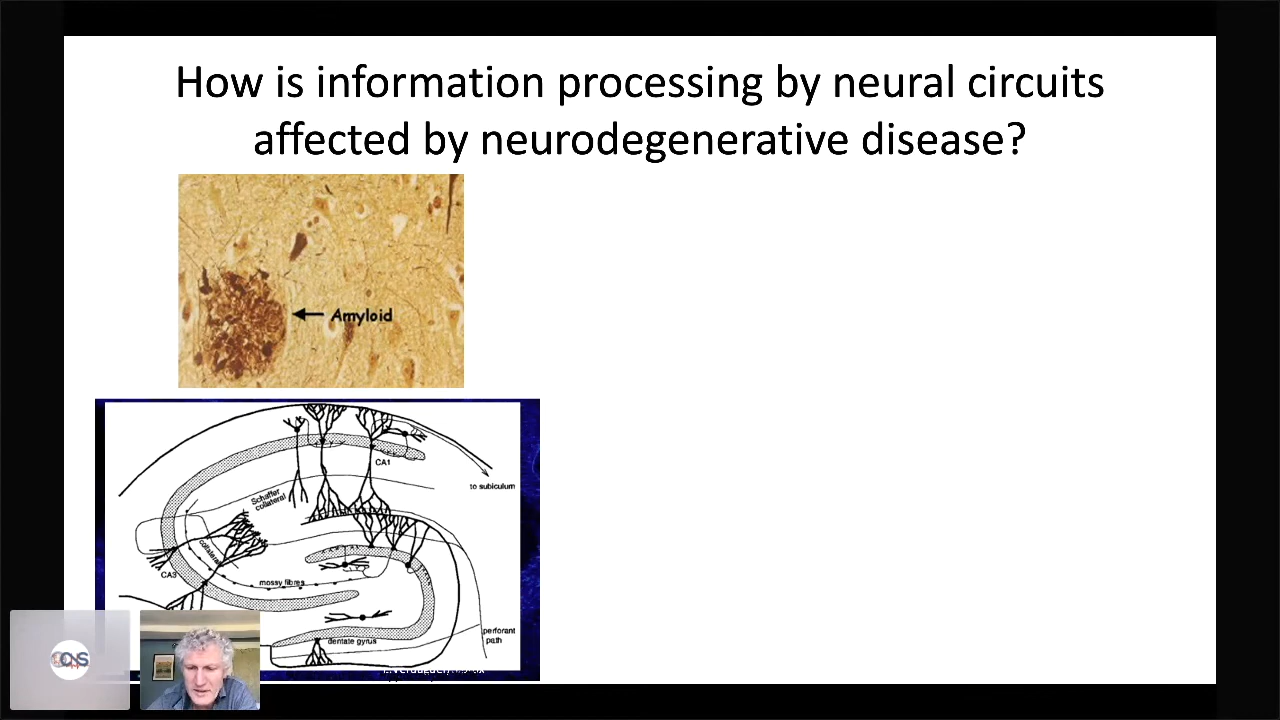 How is information processing by neural circuits
affected by neurodegenerative disease?
Amyloid
CA1
to subiculum
Schaffer
collateral
collateral
CA3
mossy fibres
perforant
path
dentate gyrus